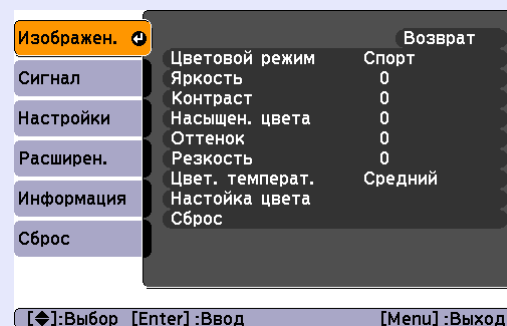 Изображен.
Сигнал
Настройки
Расширен.
Информация
Сброс
Возврат
Цветовой режим Спорт
Яркость 0
Контраст 0
Насыщен. цвета 0
Оттенок 0
Резкость 0
Цвет. температ. Средний
Настойка цвета
Сброс
[◆]:Выбор [Enter]:Ввод [Menu]:Выход